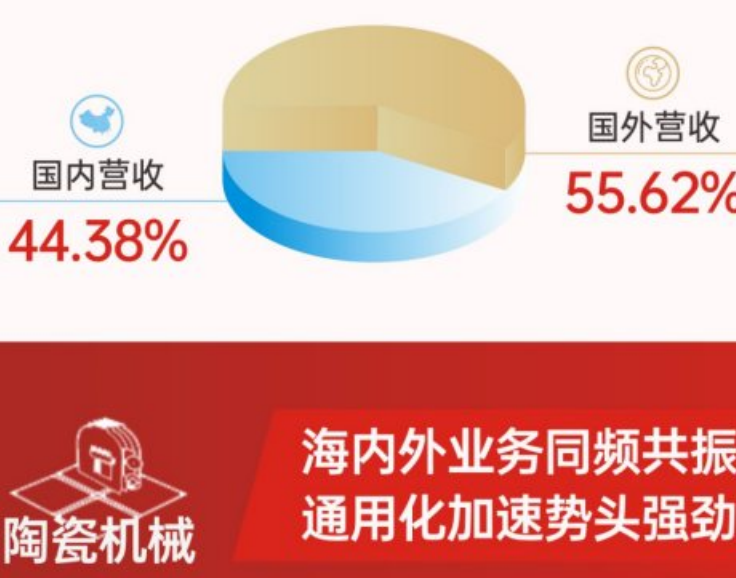 国内营收
44.38%
国外营收
55.62%
陶瓷机械
海内外业务同频共振
通用化加速势头强劲